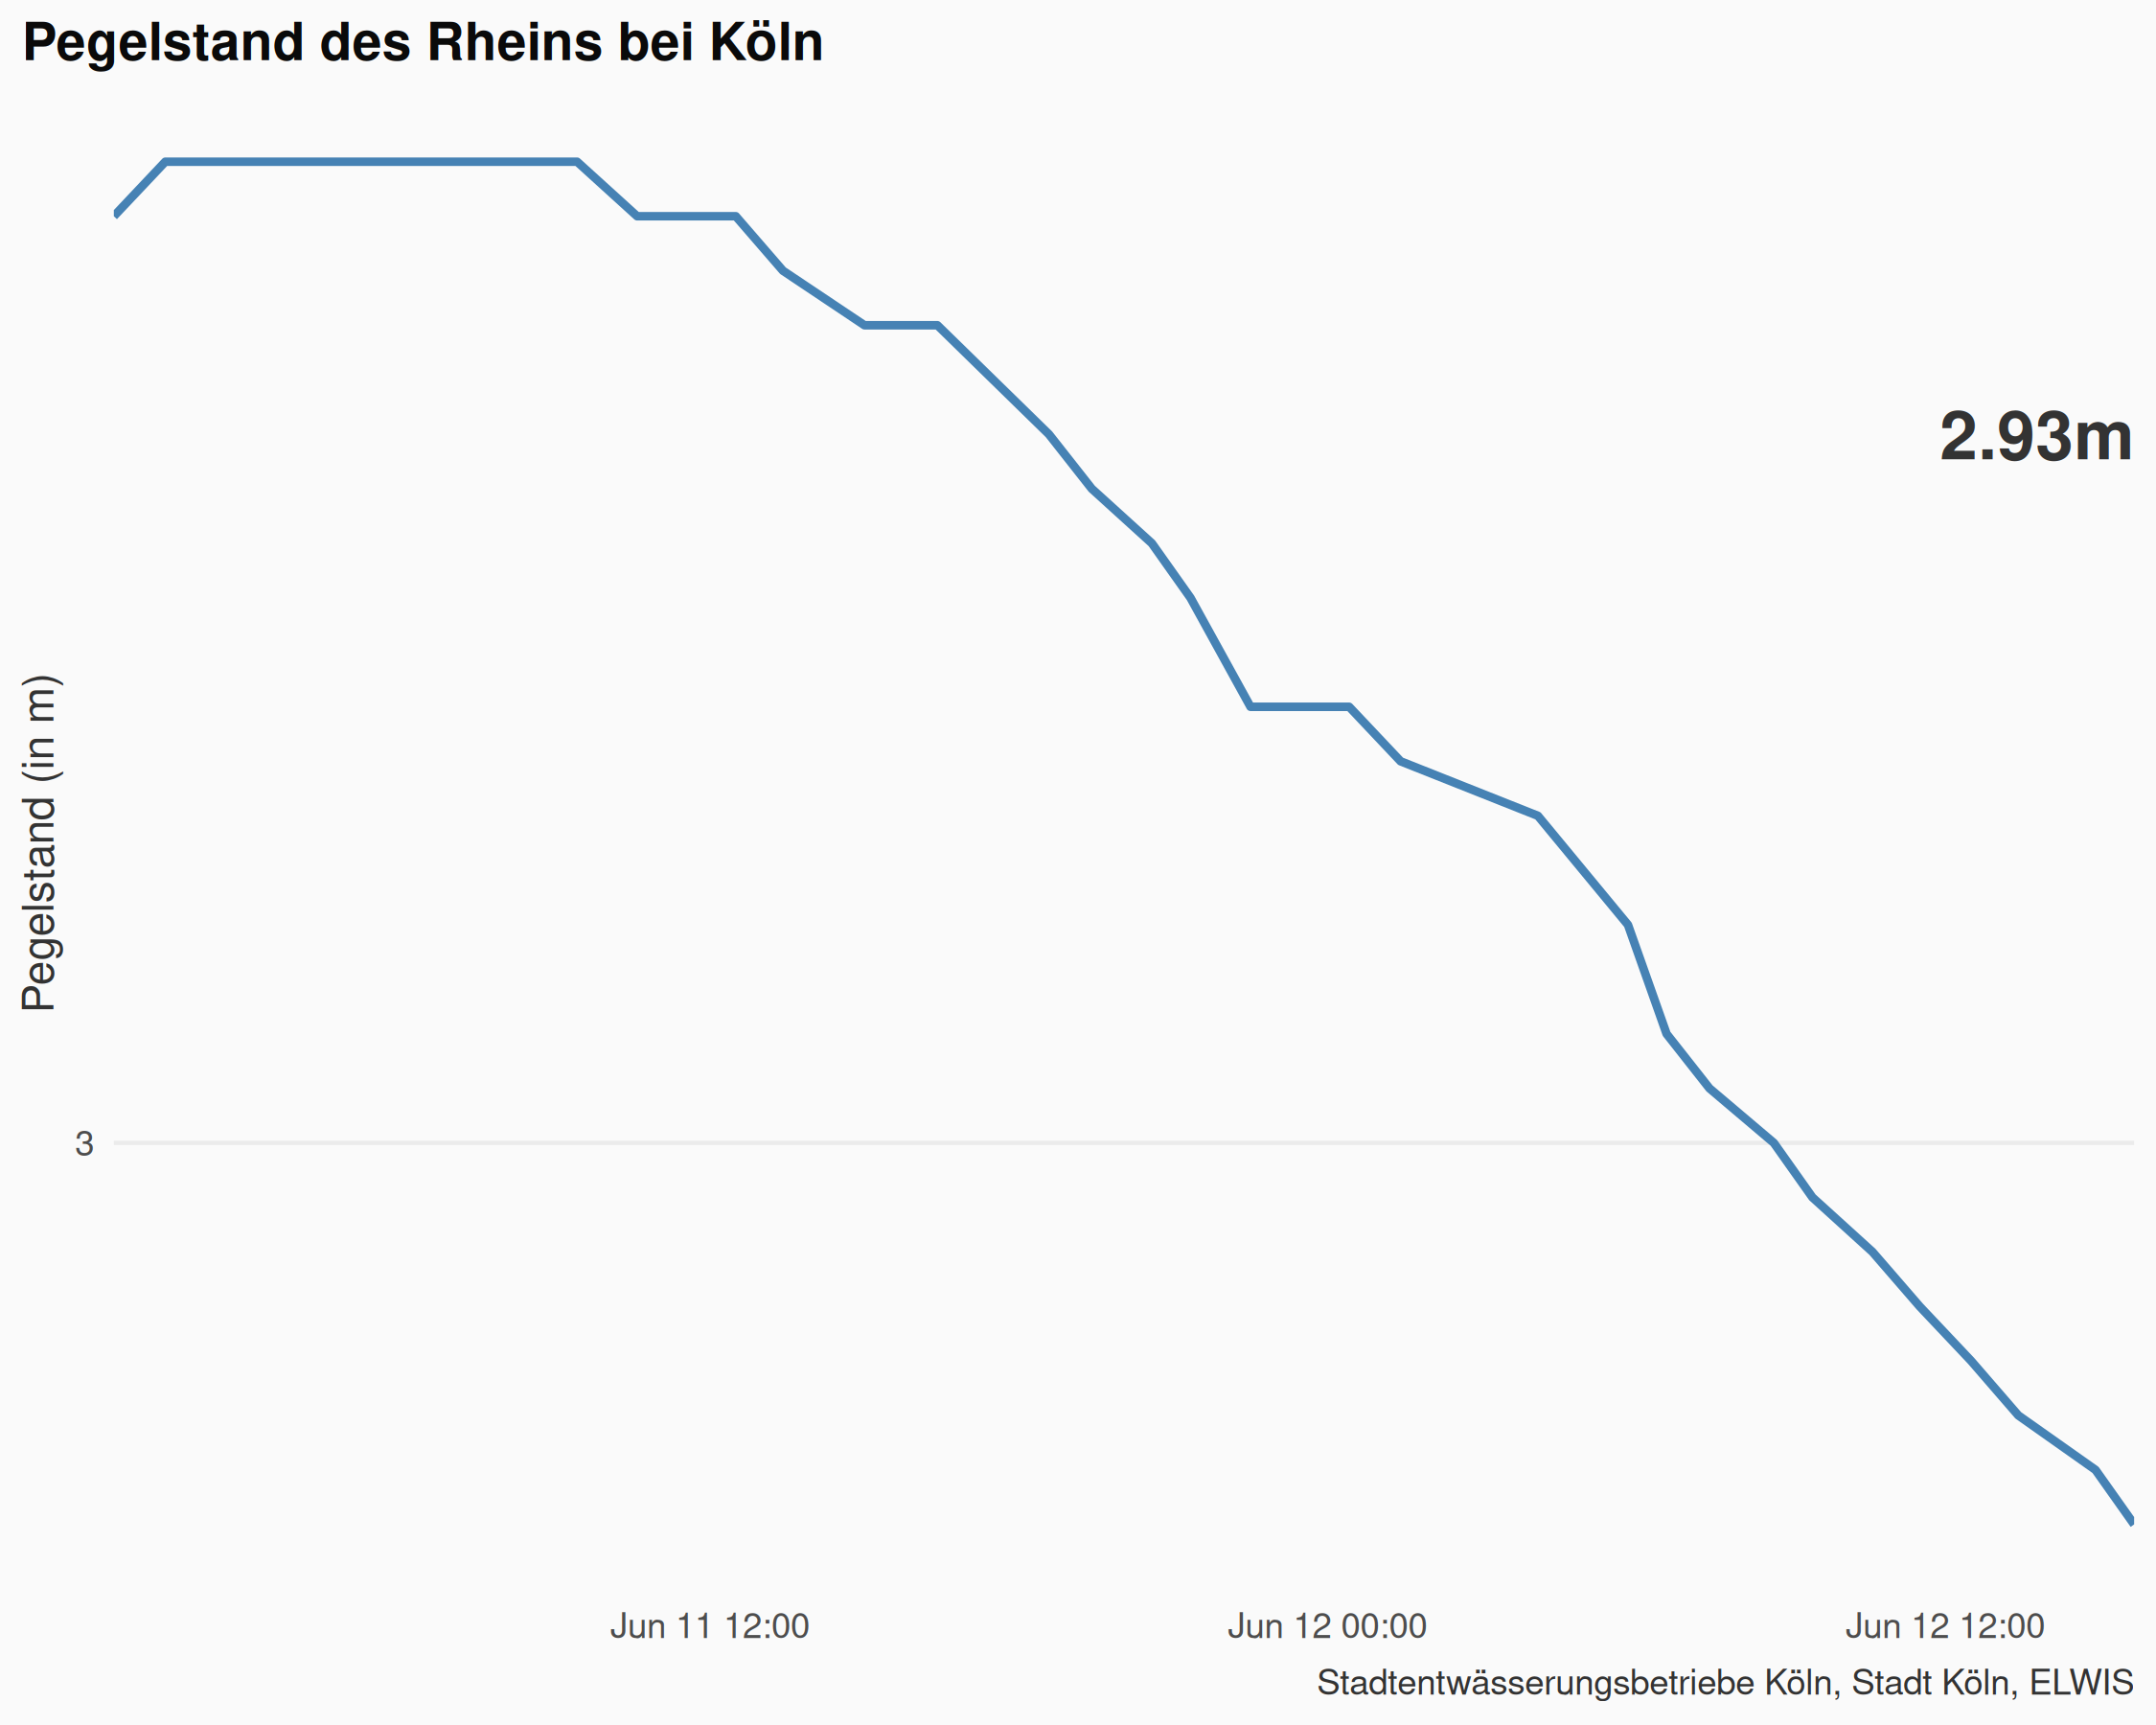 Pegelstand des Rheins bei Köln
2.93m
Pegelstand (in m)
3
Jun 11 12:00
Jun 12 00:00
Jun 12 12:00
Stadtentwässerungsbetriebe Köln, Stadt Köln, ELWIS